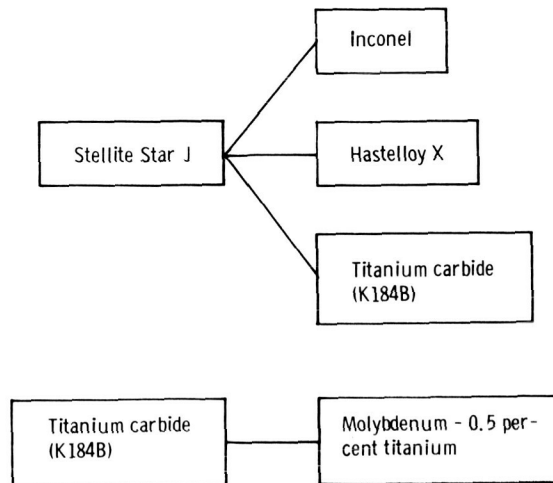 Inconel
Stellite Star J
Hastelloy X
Titanium carbide
(K184B)
Titanium carbide
(K184B)
Molybdenum - 0.5 per-
cent titanium